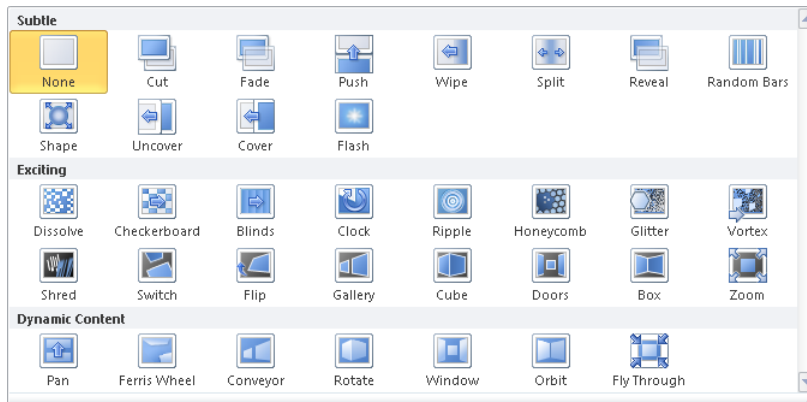 Subtle
None Cut Fade Push Wipe Split Reveal Random Bars
Shape Uncover Cover Flash
Exciting
Dissolve Checkerboard Blinds Clock Ripple Honeycomb Glitter Vortex
Shred Switch Flip Gallery Cube Doors Box Zoom
Dynamic Content
Pan Ferris Wheel Conveyor Rotate Window Orbit Fly Through